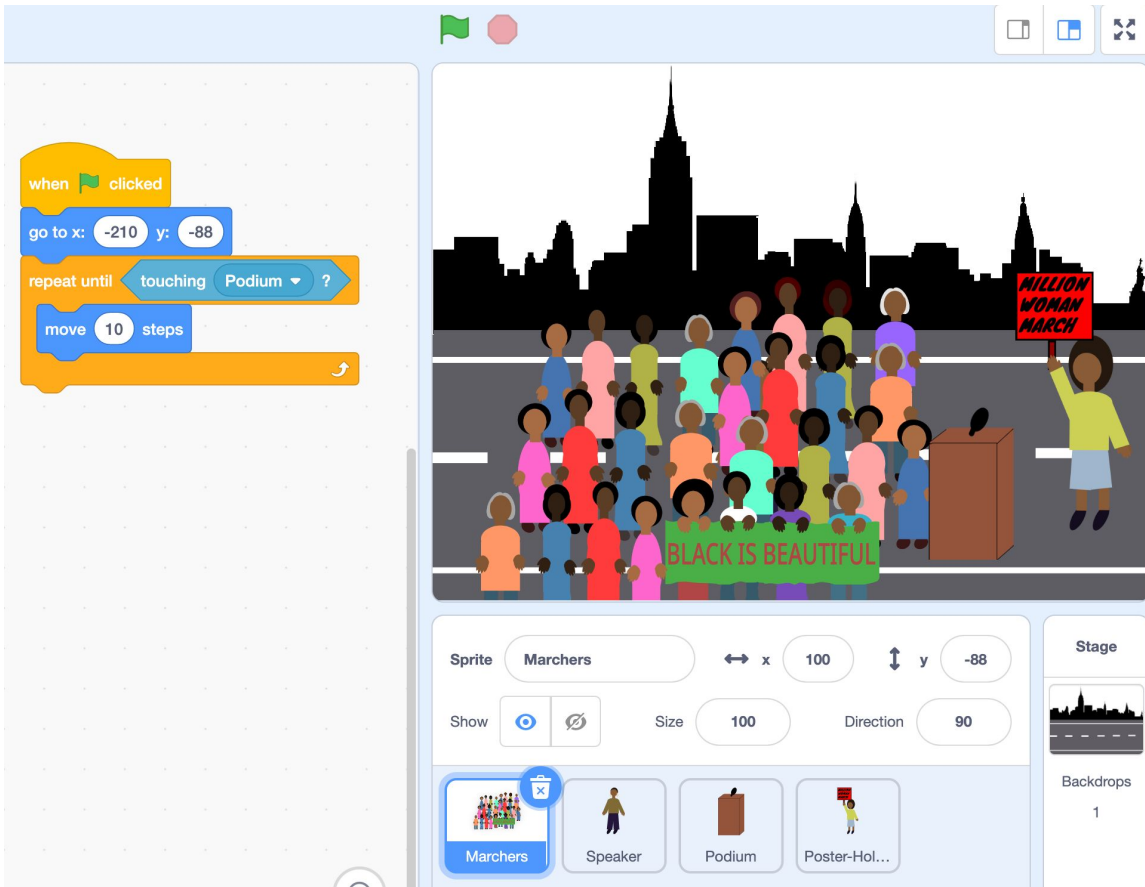 when clicked
go to x: -210 y: -88
repeat until touching Podium ?
move 10 steps
MILLION
WOMAN
MARCH
BLACK IS BEAUTIFUL
Sprite Marchers x 100 y -88
Show Size 100 Direction 90
Marchers Speaker Podium Poster-Hol...
Stage
Backdrops
1